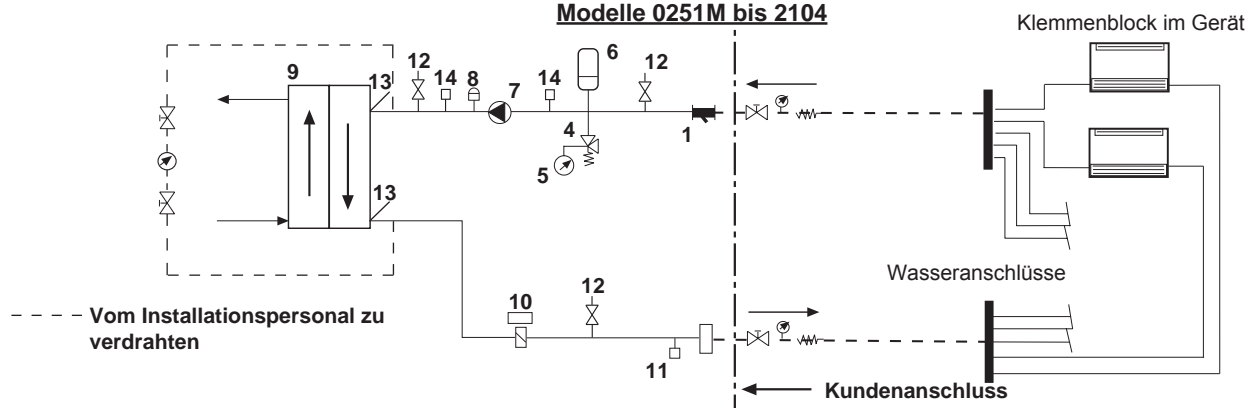 Modelle 0251M bis 2104
Klemmenblock im Gerät
6
12
12
9
13
14
8
7
14
4
1
5
13
Wasseranschlüsse
12
10
- - - - Vom Installationspersonal zu
verdrahten
11
Kundenanschluss